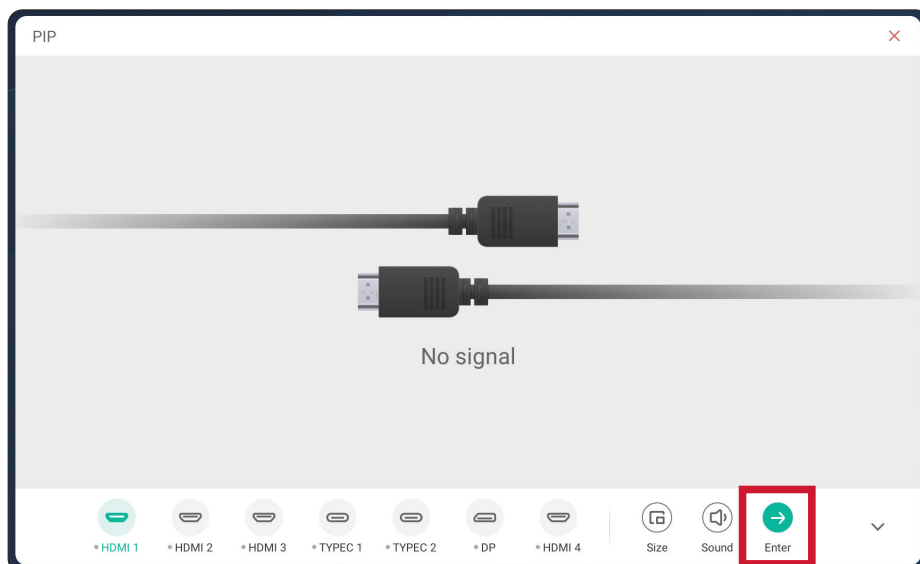 PIP
No signal
HDMI 1
HDMI 2
HDMI 3
TYPEC 1
TYPEC 2
DP
HDMI 4
Size
Sound
Enter